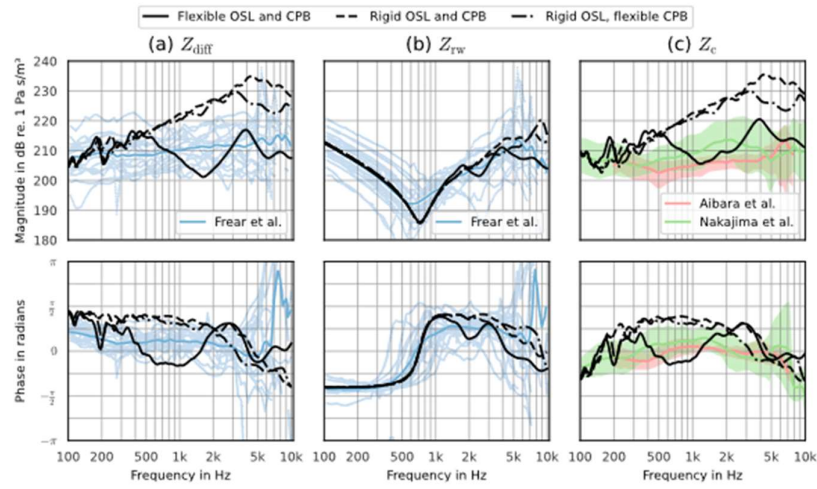 Flexible OSL and CPB Rigid OSL and CPB Rigid OSL, flexible CPB
(a) Z_diff (b) Z_rw (c) Z_c
Magnitude in dB re. 1 Pa s/m³
240
230
220
210
200
190
180
Frear et al.
Frear et al.
Aibara et al.
Nakajima et al.
Phase in radians
π
π/2
0
-π/2
-π
100 200 500 1k 2k 5k 10k
100 200 500 1k 2k 5k 10k
100 200 500 1k 2k 5k 10k
Frequency in Hz Frequency in Hz Frequency in Hz